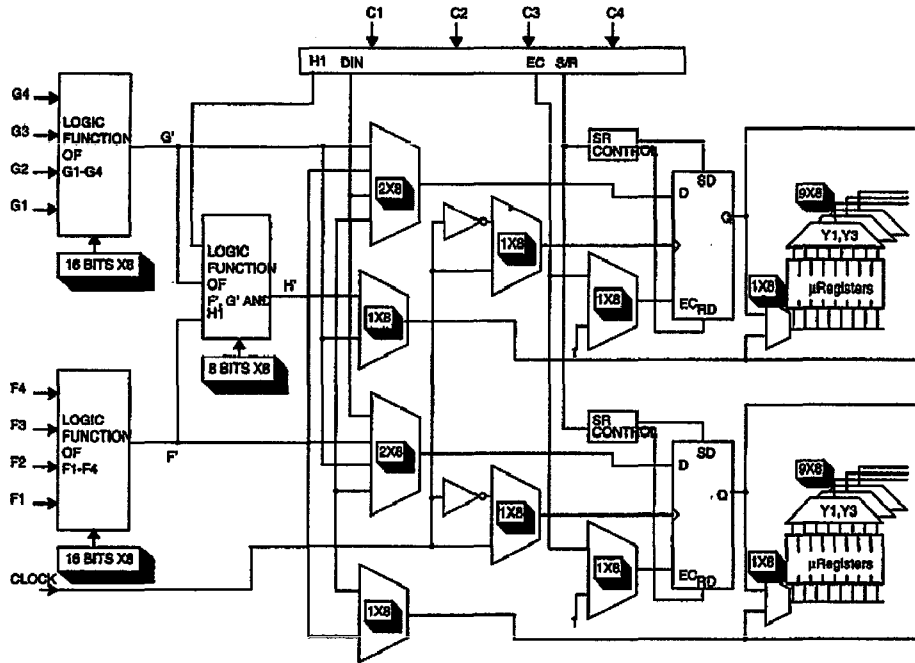 C1 C2 C3 C4
H1 DIN EC S/R
G4
G3
G2
G1
LOGIC
FUNCTION
OF
G1-G4
G'
16 BITS X8
LOGIC
FUNCTION
OF
F', G' AND
H1
H'
8 BITS X8
F4
F3
F2
F1
LOGIC
FUNCTION
OF
F1-F4
F'
16 BITS X8
CLOCK
2X8
1X8
1X8
1X8
SR
CONTROL
SD
D
Q
EC
RD
1X8
9X8
Y1,Y3
µRegisters
2X8
1X8
1X8
1X8
SR
CONTROL
SD
D
Q
EC
RD
1X8
9X8
Y1,Y3
µRegisters